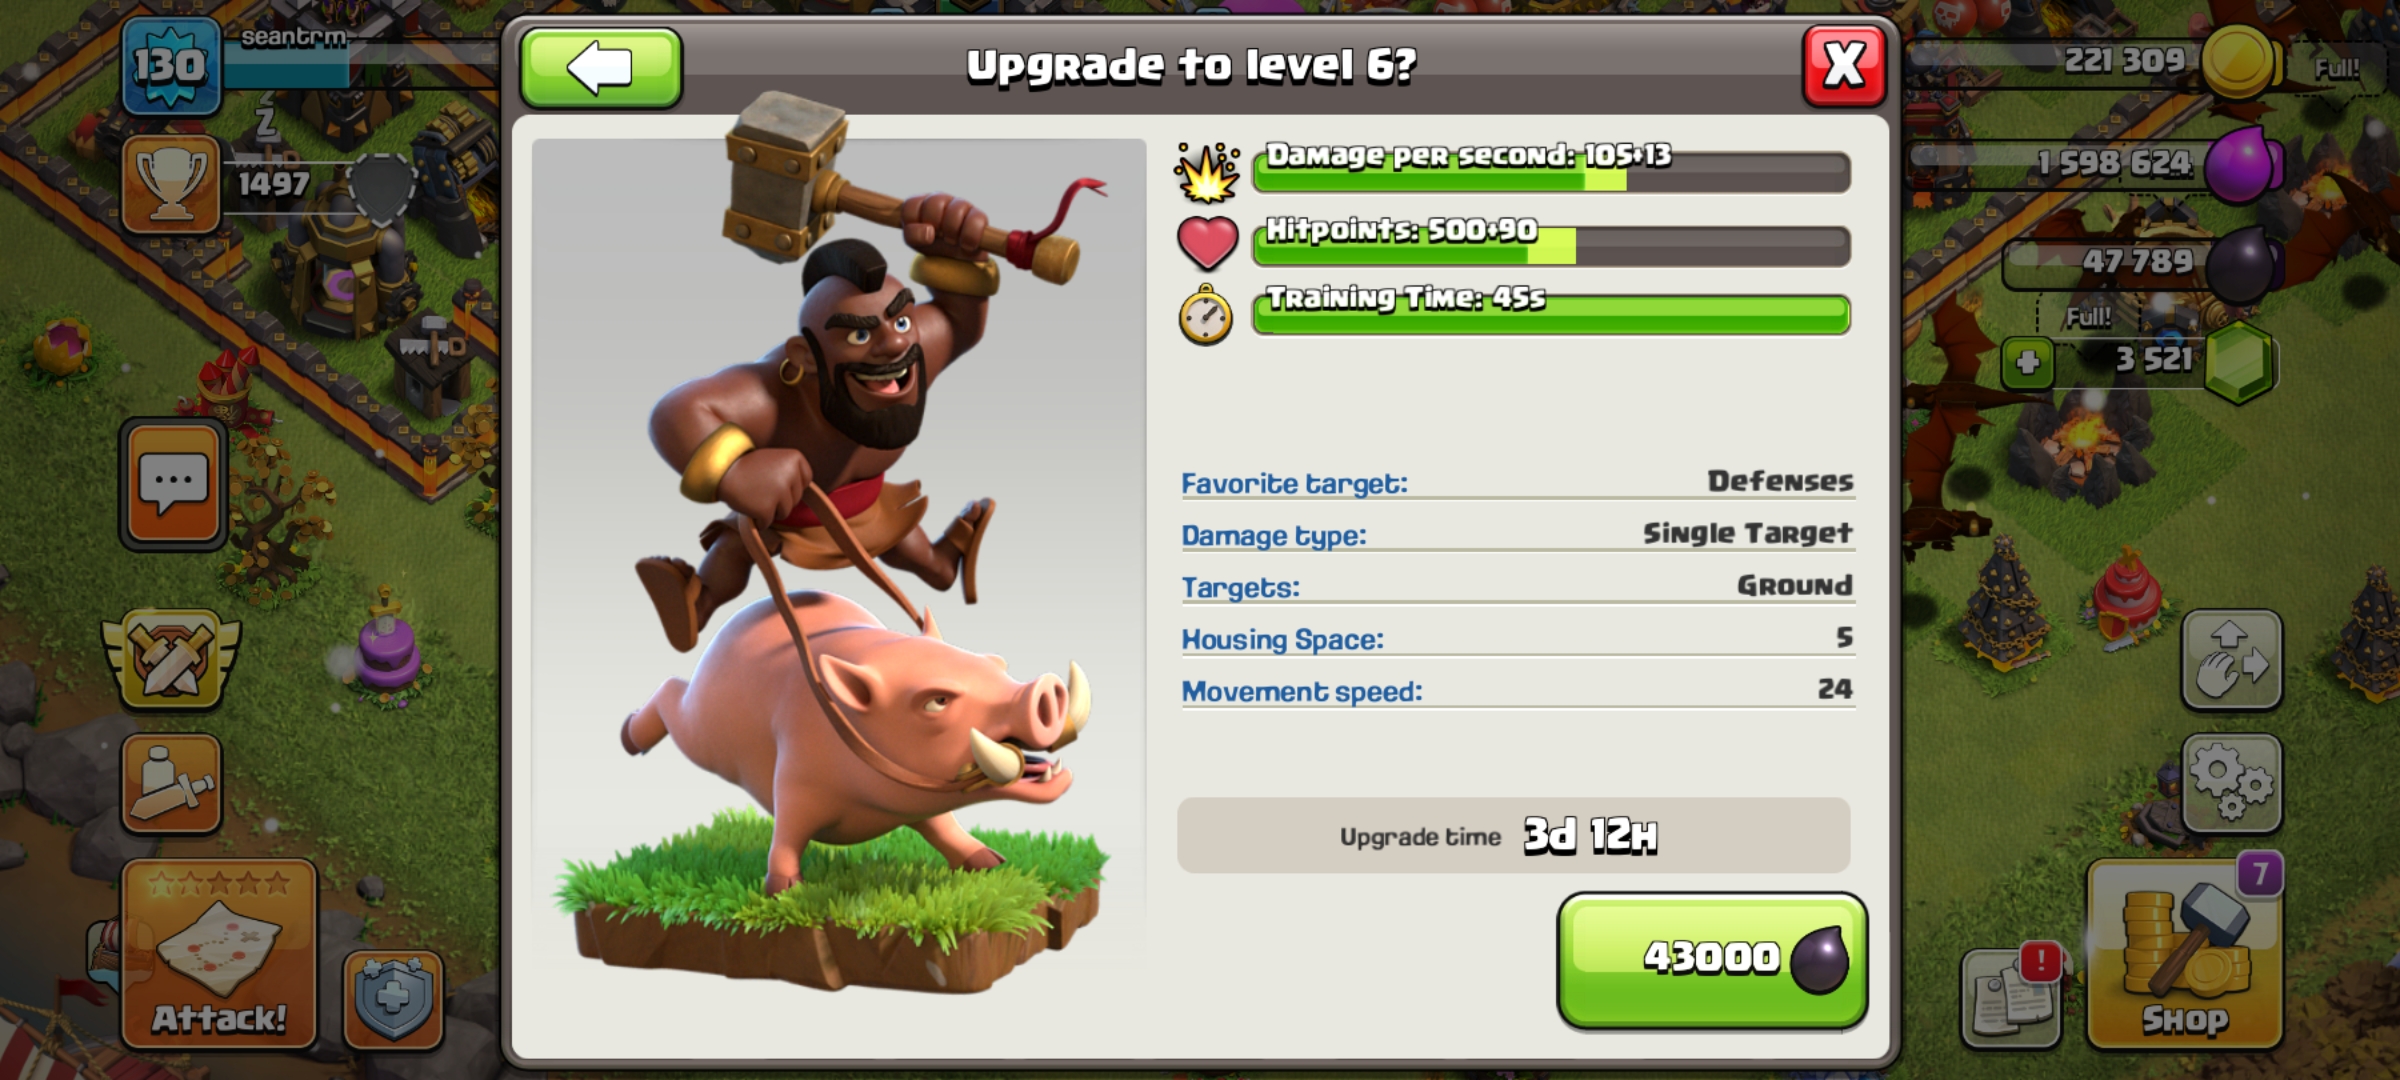 130
seantrm
Z
Z
1497
Attack!
Upgrade to level 6?
X
Damage per second: 105+13
Hitpoints: 500+90
Training Time: 45s
Favorite target: Defenses
Damage type: Single Target
Targets: Ground
Housing Space: 5
Movement speed: 24
Upgrade time 3d 12H
43000
221 309
Full!
1 598 624
47 789
Full!
3 521
7
!
Shop